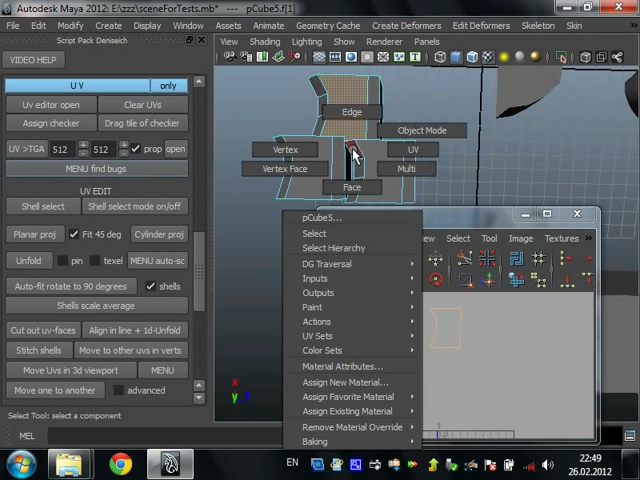 Autodesk Maya 2012: E:\zzz\sceneForTests.mb* --- pCube5.f[1]
File Edit Modify Create Display Window Assets Animate Geometry Cache Create Deformers Edit Deformers Skeleton Skin
Script Pack Deniseich
View Shading Lighting Show Renderer Panels
VIDEO HELP
U V only
Uv editor open Clear UVs
Assign checker Drag tile of checker
UV >TGA 512 512 prop open
MENU find bugs
UV EDIT
Shell select Shell select mode on/off
Planar proj Fit 45 deg Cylinder proj
Unfold pin texel MENU auto-sc
Auto-fit rotate to 90 degrees shells
Shells scale average
Cut out uv-faces Align in line + 1d-Unfold
Stitch shells Move to other uvs in verts
Move Uvs in 3d viewport MENU
Move one to another advanced
Edge
Object Mode
Vertex UV
Vertex Face Multi
Face
pCube5...
Select
Select Hierarchy
DG Traversal
Inputs
Outputs
Paint
Actions
UV Sets
Color Sets
Material Attributes...
Assign New Material...
Assign Favorite Material
Assign Existing Material
Remove Material Override
Baking
Select Tool Image Textures
x
y z
Select Tool: select a component
MEL
EN
22:49
26.02.2012